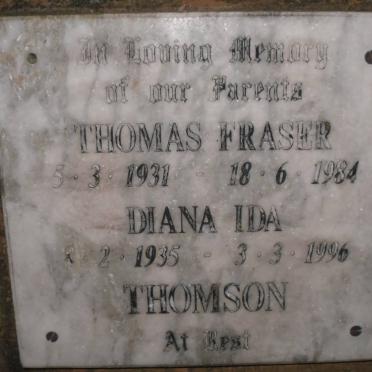 In Loving Memory
of our Parents
THOMAS FRASER
5 · 3 · 1931 - 18 · 6 · 1984
DIANA IDA
2 · 1935 - 3 · 3 · 1996
THOMSON
At Rest